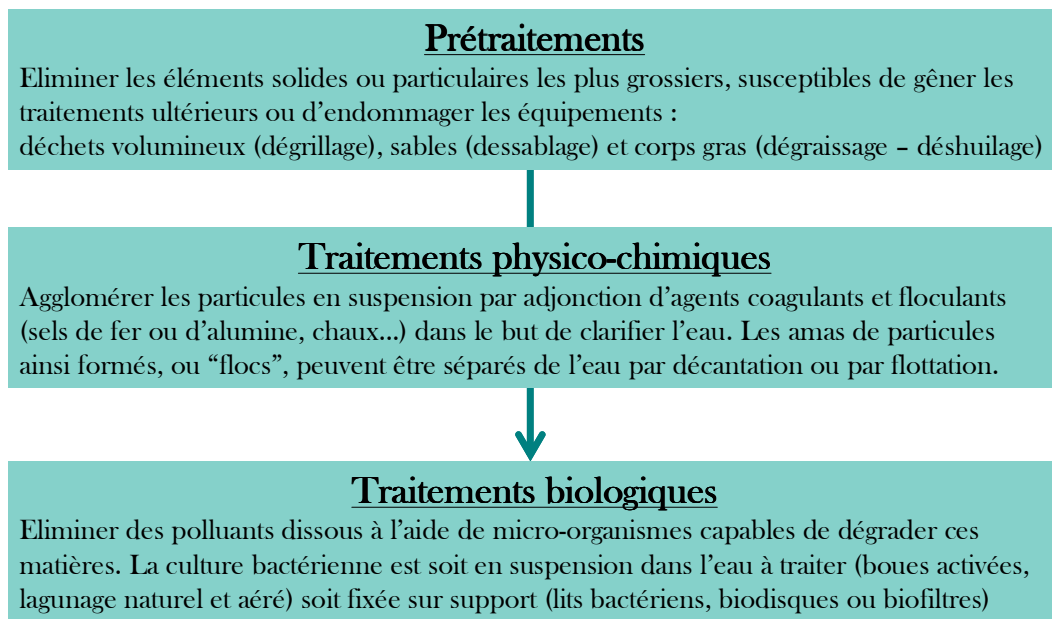 Prétraitements
Eliminer les éléments solides ou particulaires les plus grossiers, susceptibles de gêner les
traitements ultérieurs ou d’endommager les équipements :
déchets volumineux (dégrillage), sables (dessablage) et corps gras (dégraissage – déshuilage)
Traitements physico-chimiques
Agglomérer les particules en suspension par adjonction d’agents coagulants et floculants
(sels de fer ou d’alumine, chaux...) dans le but de clarifier l’eau. Les amas de particules
ainsi formés, ou “flocs”, peuvent être séparés de l’eau par décantation ou par flottation.
Traitements biologiques
Eliminer des polluants dissous à l’aide de micro-organismes capables de dégrader ces
matières. La culture bactérienne est soit en suspension dans l’eau à traiter (boues activées,
lagunage naturel et aéré) soit fixée sur support (lits bactériens, biodisques ou biofiltres)